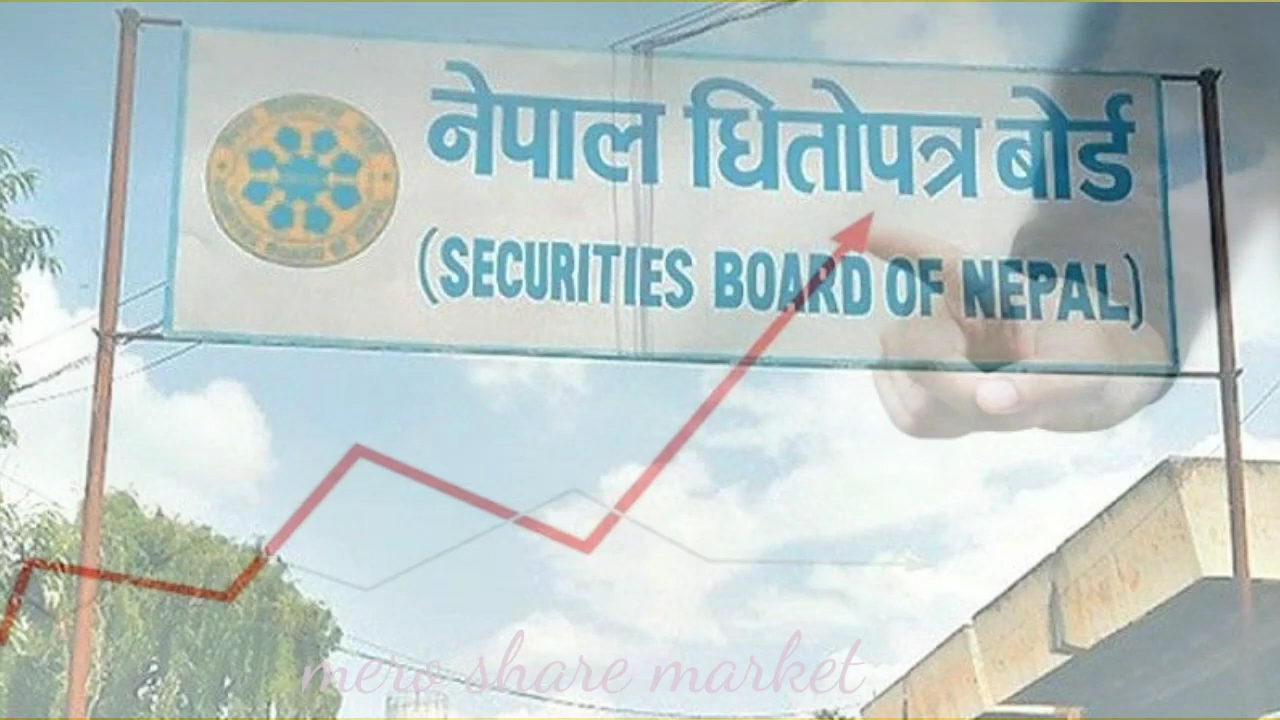 नेपाल धितोपत्र बोर्ड
(SECURITIES BOARD OF NEPAL)
mero share market